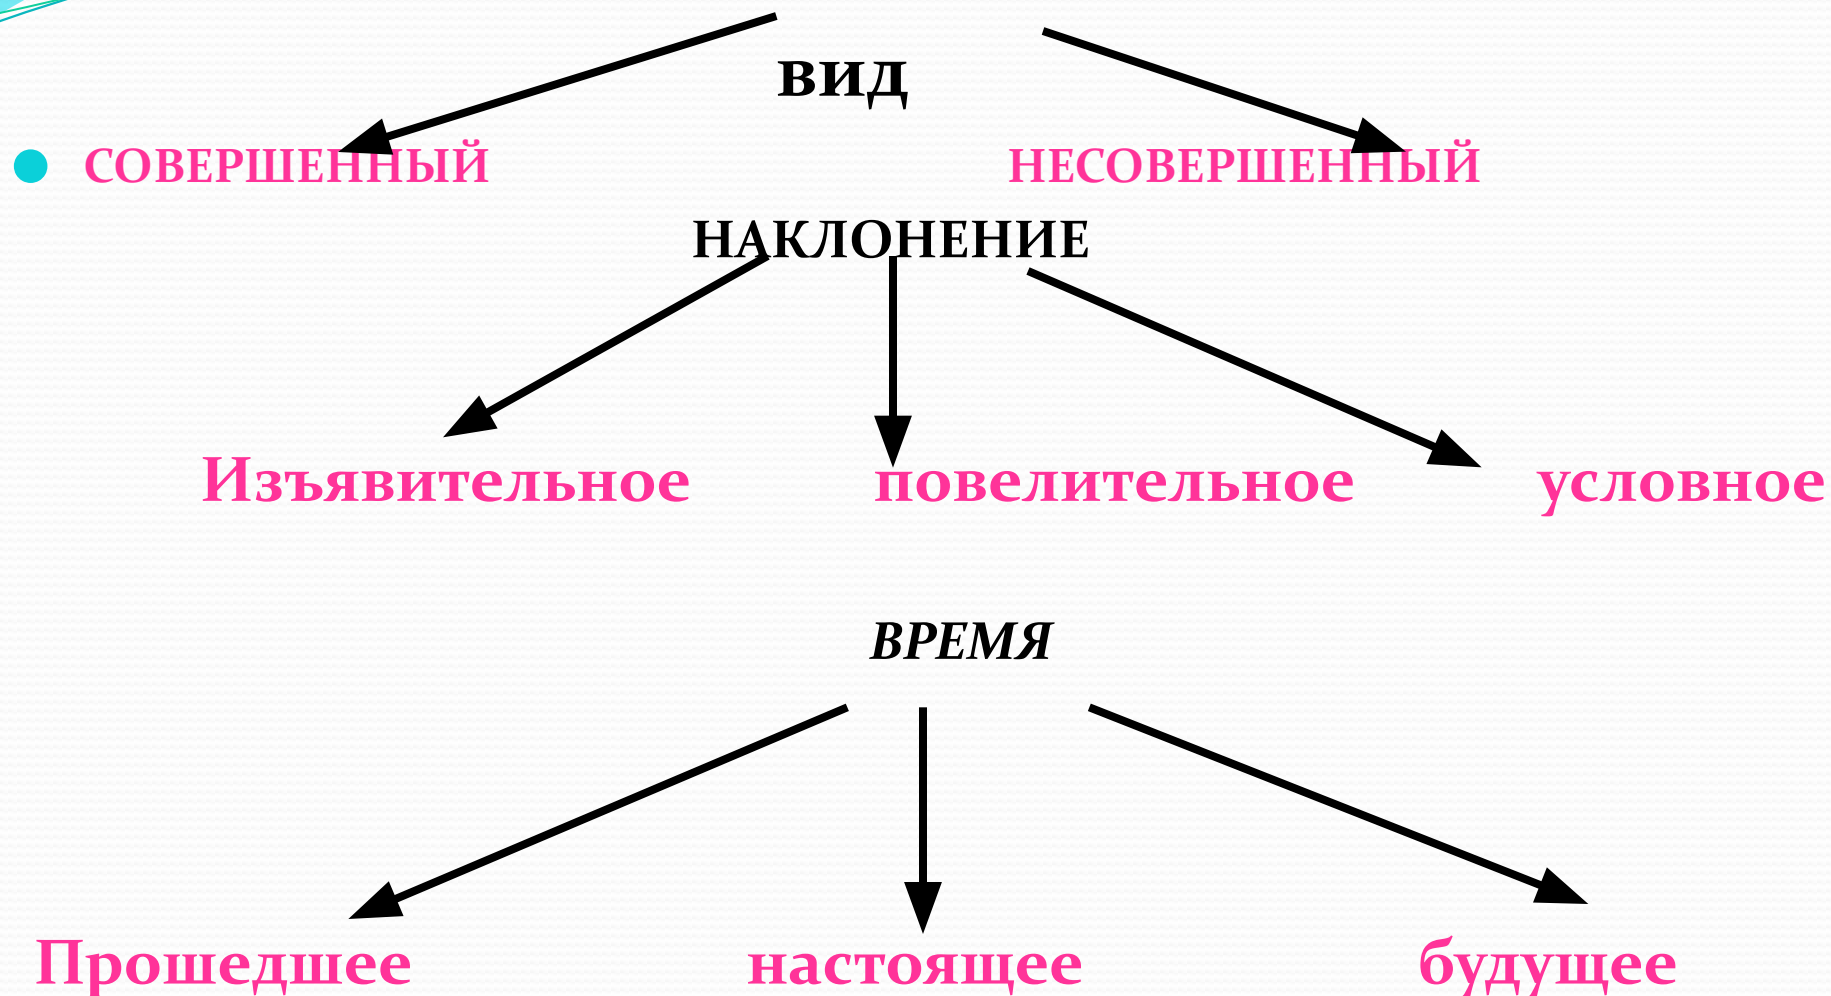 вид
СОВЕРШЕННЫЙ НЕСОВЕРШЕННЫЙ
НАКЛОНЕНИЕ
Изъявительное повелительное условное
ВРЕМЯ
Прошедшее настоящее будущее